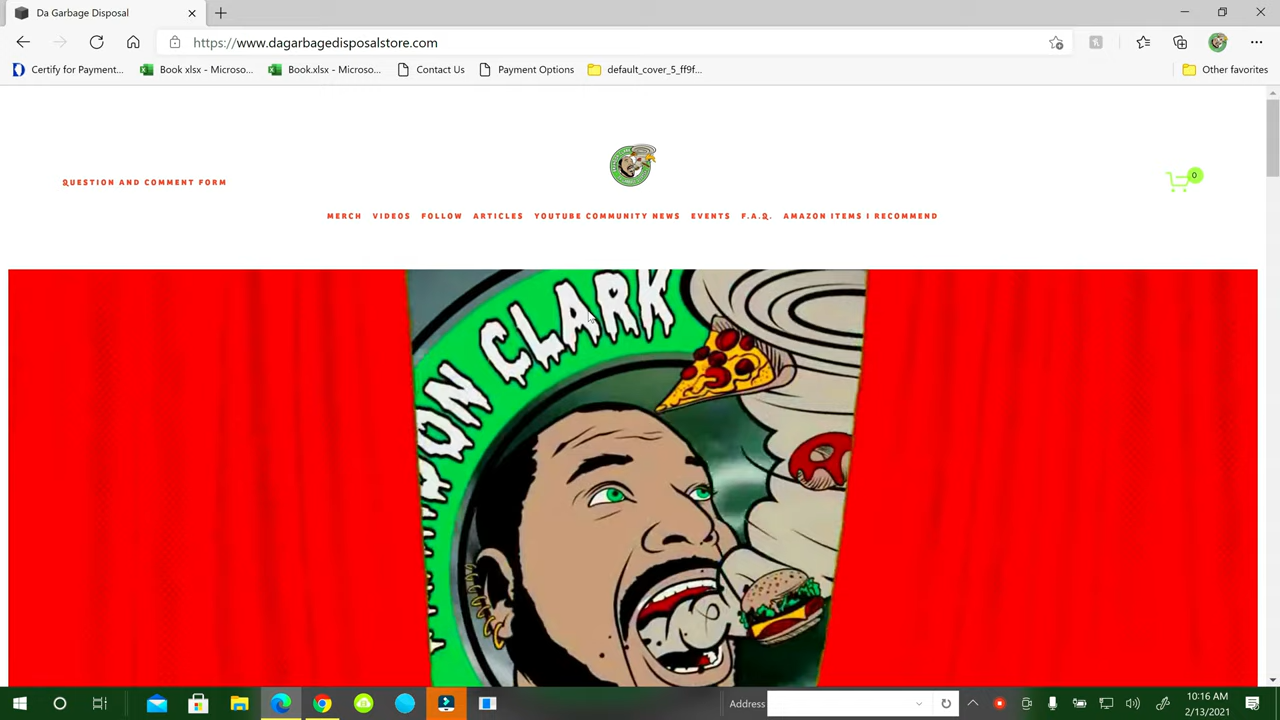 Da Garbage Disposal
https://www.dagarbagedisposalstore.com
Certify for Payment...
Book xlsx - Microso...
Book.xlsx - Microso...
Contact Us
Payment Options
default_cover_5_ff9f...
Other favorites
QUESTION AND COMMENT FORM
0
MERCH VIDEOS FOLLOW ARTICLES YOUTUBE COMMUNITY NEWS EVENTS F.A.Q. AMAZON ITEMS I RECOMMEND
CLARK
Address
10:16 AM
2/13/2021